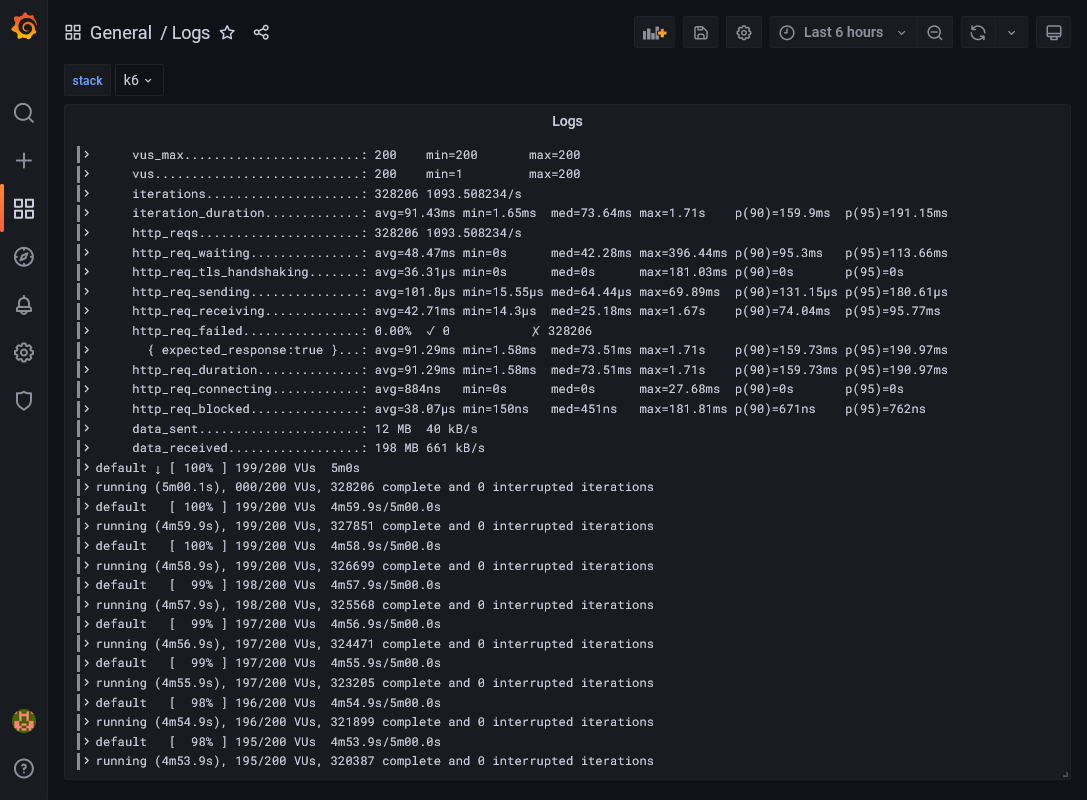 General / Logs
Last 6 hours
stack k6
Logs
vus_max........................: 200 min=200 max=200
vus............................: 200 min=1 max=200
iterations.....................: 328206 1093.508234/s
iteration_duration.............: avg=91.43ms min=1.65ms med=73.64ms max=1.71s p(90)=159.9ms p(95)=191.15ms
http_reqs......................: 328206 1093.508234/s
http_req_waiting...............: avg=48.47ms min=0s med=42.28ms max=396.44ms p(90)=95.3ms p(95)=113.66ms
http_req_tls_handshaking.......: avg=36.31µs min=0s med=0s max=181.03ms p(90)=0s p(95)=0s
http_req_sending...............: avg=101.8µs min=15.55µs med=64.44µs max=69.89ms p(90)=131.15µs p(95)=180.61µs
http_req_receiving.............: avg=42.71ms min=14.3µs med=25.18ms max=1.67s p(90)=74.04ms p(95)=95.77ms
http_req_failed................: 0.00% ✓ 0 ✗ 328206
{ expected_response:true }...: avg=91.29ms min=1.58ms med=73.51ms max=1.71s p(90)=159.73ms p(95)=190.97ms
http_req_duration..............: avg=91.29ms min=1.58ms med=73.51ms max=1.71s p(90)=159.73ms p(95)=190.97ms
http_req_connecting............: avg=884ns min=0s med=0s max=27.68ms p(90)=0s p(95)=0s
http_req_blocked...............: avg=38.07µs min=150ns med=451ns max=181.81ms p(90)=671ns p(95)=762ns
data_sent......................: 12 MB 40 kB/s
data_received..................: 198 MB 661 kB/s
default ↓ [ 100% ] 199/200 VUs 5m0s
running (5m00.1s), 000/200 VUs, 328206 complete and 0 interrupted iterations
default [ 100% ] 199/200 VUs 4m59.9s/5m00.0s
running (4m59.9s), 199/200 VUs, 327851 complete and 0 interrupted iterations
default [ 100% ] 199/200 VUs 4m58.9s/5m00.0s
running (4m58.9s), 199/200 VUs, 326699 complete and 0 interrupted iterations
default [ 99% ] 198/200 VUs 4m57.9s/5m00.0s
running (4m57.9s), 198/200 VUs, 325568 complete and 0 interrupted iterations
default [ 99% ] 197/200 VUs 4m56.9s/5m00.0s
running (4m56.9s), 197/200 VUs, 324471 complete and 0 interrupted iterations
default [ 99% ] 197/200 VUs 4m55.9s/5m00.0s
running (4m55.9s), 197/200 VUs, 323205 complete and 0 interrupted iterations
default [ 98% ] 196/200 VUs 4m54.9s/5m00.0s
running (4m54.9s), 196/200 VUs, 321899 complete and 0 interrupted iterations
default [ 98% ] 195/200 VUs 4m53.9s/5m00.0s
running (4m53.9s), 195/200 VUs, 320387 complete and 0 interrupted iterations